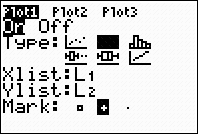 Plot1 Plot2 Plot3
On Off
Type:
Xlist:L₁
Ylist:L₂
Mark: